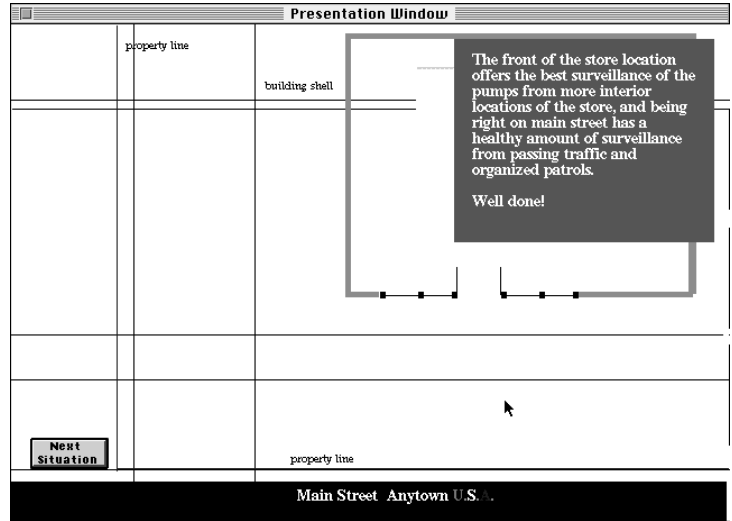 Presentation Window
property line
building shell
The front of the store location
offers the best surveillance of the
pumps from more interior
locations of the store, and being
right on main street has a
healthy amount of surveillance
from passing traffic and
organized patrols.
Well done!
Next
Situation
property line
Main Street Anytown U.S.A.